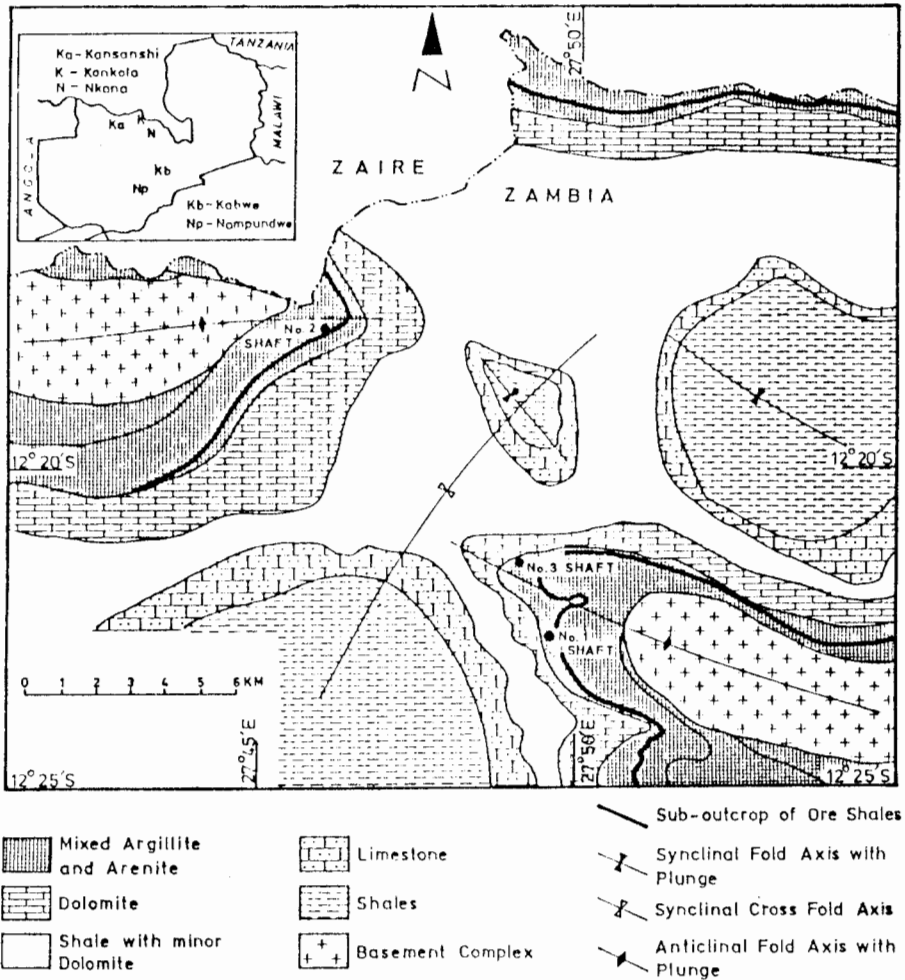 27°50'E
TANZANIA
Ka-Kansanshi
K - Konkola
N - Nkana
MALAWI
ANGOLA
Ka
K
N
Kb
Np
Kb-Kabwe
Np-Nampundwe
N
ZAIRE
ZAMBIA
No. 2
SHAFT
12°20'S
12°20'S
No. 3 SHAFT
No. 1
SHAFT
0 1 2 3 4 5 6 KM
27°45'E
27°50'E
12°25'S
12°25'S
Mixed Argillite
and Arenite
Dolomite
Shale with minor
Dolomite
Limestone
Shales
Basement Complex
Sub-outcrop of Ore Shales
Synclinal Fold Axis with
Plunge
Synclinal Cross Fold Axis
Anticlinal Fold Axis with
Plunge